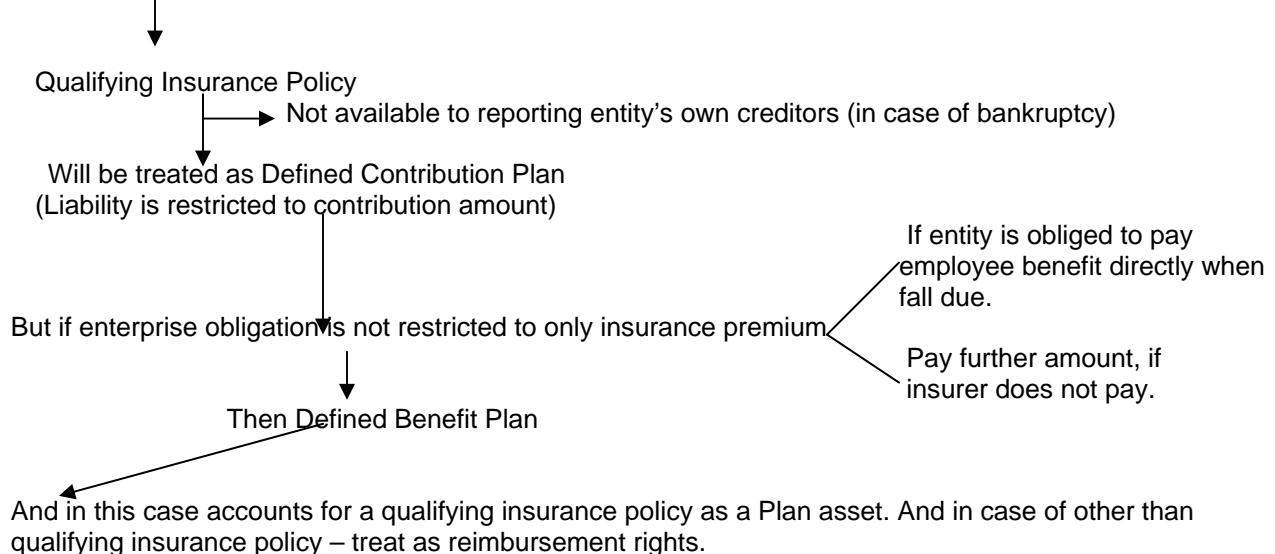 Qualifying Insurance Policy
Not available to reporting entity's own creditors (in case of bankruptcy)
Will be treated as Defined Contribution Plan
(Liability is restricted to contribution amount)
If entity is obliged to pay
employee benefit directly when
fall due.
But if enterprise obligation is not restricted to only insurance premium
Pay further amount, if
insurer does not pay.
Then Defined Benefit Plan
And in this case accounts for a qualifying insurance policy as a Plan asset. And in case of other than
qualifying insurance policy – treat as reimbursement rights.